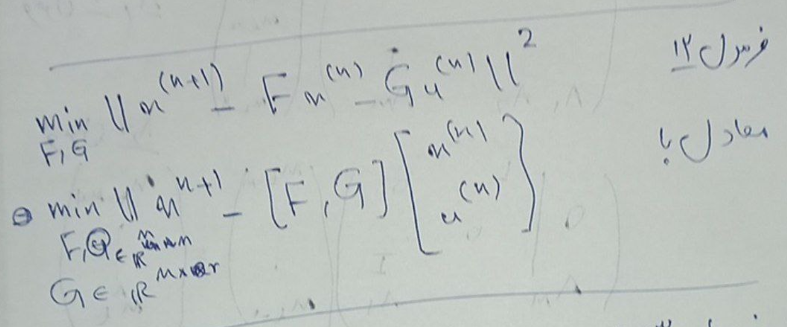 فرمول ۱۲
min ||x^(n+1) - F x^(n) - G u^(n)||^2
F, G
معادل با
min || x^n+1 - [F, G] [x^(n) u^(n)]
F, G ∈ R
G ∈ R